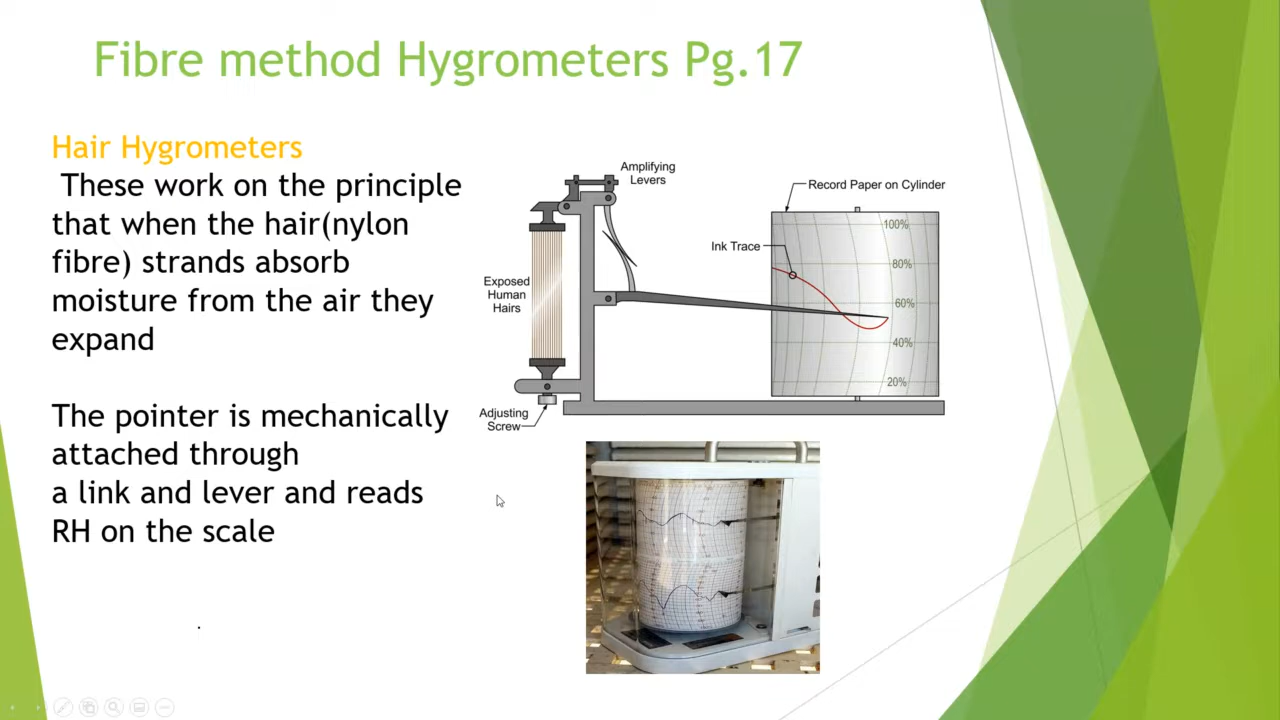 Fibre method Hygrometers Pg.17
Hair Hygrometers
These work on the principle
that when the hair(nylon
fibre) strands absorb
moisture from the air they
expand
The pointer is mechanically
attached through
a link and lever and reads
RH on the scale
.
Amplifying
Levers
Record Paper on Cylinder
Ink Trace
Exposed
Human
Hairs
Adjusting
Screw
100%
80%
60%
40%
20%